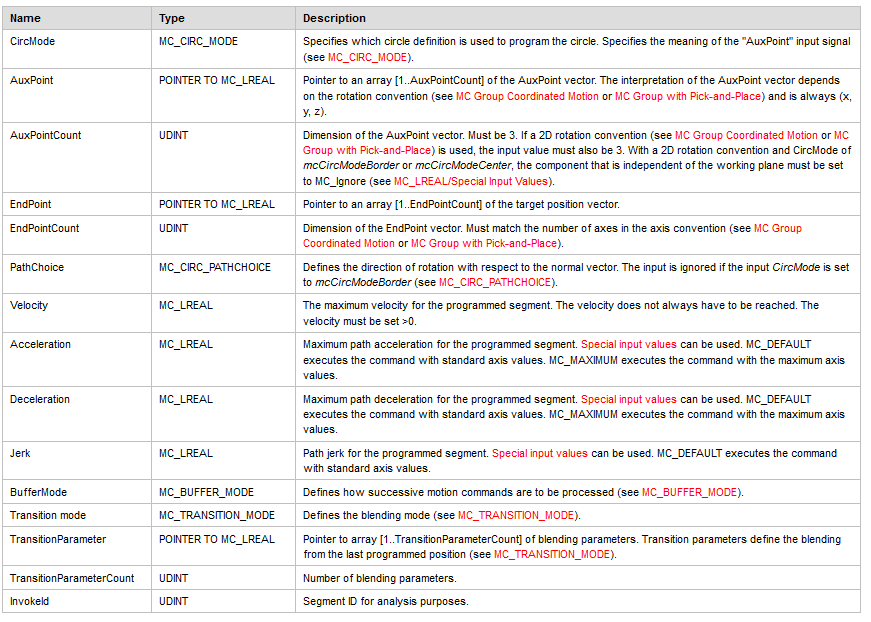 Name Type Description
CircMode MC_CIRC_MODE Specifies which circle definition is used to program the circle. Specifies the meaning of the "AuxPoint" input signal
(see MC_CIRC_MODE).
AuxPoint POINTER TO MC_LREAL Pointer to an array [1..AuxPointCount] of the AuxPoint vector. The interpretation of the AuxPoint vector depends
on the rotation convention (see MC Group Coordinated Motion or MC Group with Pick-and-Place) and is always (x,
y, z).
AuxPointCount UDINT Dimension of the AuxPoint vector. Must be 3. If a 2D rotation convention (see MC Group Coordinated Motion or MC
Group with Pick-and-Place) is used, the input value must also be 3. With a 2D rotation convention and CircMode of
mcCircModeBorder or mcCircModeCenter, the component that is independent of the working plane must be set
to MC_Ignore (see MC_LREAL/Special Input Values).
EndPoint POINTER TO MC_LREAL Pointer to an array [1..EndPointCount] of the target position vector.
EndPointCount UDINT Dimension of the EndPoint vector. Must match the number of axes in the axis convention (see MC Group
Coordinated Motion or MC Group with Pick-and-Place).
PathChoice MC_CIRC_PATHCHOICE Defines the direction of rotation with respect to the normal vector. The input is ignored if the input CircMode is set
to mcCircModeBorder (see MC_CIRC_PATHCHOICE).
Velocity MC_LREAL The maximum velocity for the programmed segment. The velocity does not always have to be reached. The
velocity must be set >0.
Acceleration MC_LREAL Maximum path acceleration for the programmed segment. Special input values can be used. MC_DEFAULT
executes the command with standard axis values. MC_MAXIMUM executes the command with the maximum axis
values.
Deceleration MC_LREAL Maximum path deceleration for the programmed segment. Special input values can be used. MC_DEFAULT
executes the command with standard axis values. MC_MAXIMUM executes the command with the maximum axis
values.
Jerk MC_LREAL Path jerk for the programmed segment. Special input values can be used. MC_DEFAULT executes the command
with standard axis values.
BufferMode MC_BUFFER_MODE Defines how successive motion commands are to be processed (see MC_BUFFER_MODE).
Transition mode MC_TRANSITION_MODE Defines the blending mode (see MC_TRANSITION_MODE).
TransitionParameter POINTER TO MC_LREAL Pointer to array [1..TransitionParameterCount] of blending parameters. Transition parameters define the blending
from the last programmed position (see MC_TRANSITION_MODE).
TransitionParameterCount UDINT Number of blending parameters.
InvokeId UDINT Segment ID for analysis purposes.